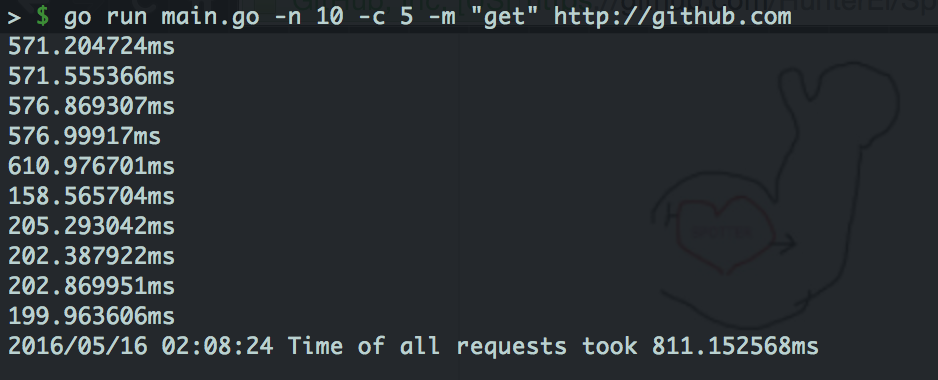 > $ go run main.go -n 10 -c 5 -m "get" http://github.com
571.204724ms
571.555366ms
576.869307ms
576.99917ms
610.976701ms
158.565704ms
205.293042ms
202.387922ms
202.869951ms
199.963606ms
2016/05/16 02:08:24 Time of all requests took 811.152568ms